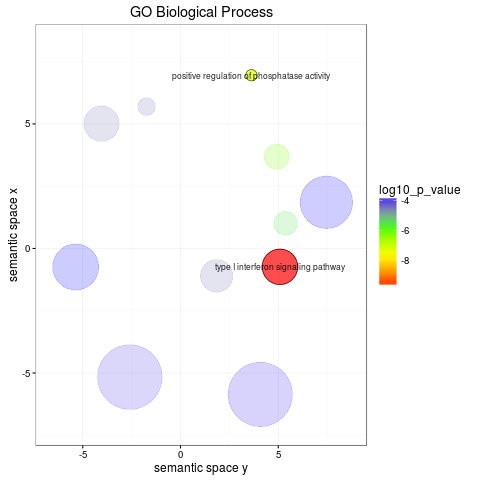 GO Biological Process
positive regulation of phosphatase activity
5
0
-5
type I interferon signaling pathway
-5
0
5
semantic space y
semantic space x
log10_p_value
-4
-6
-8